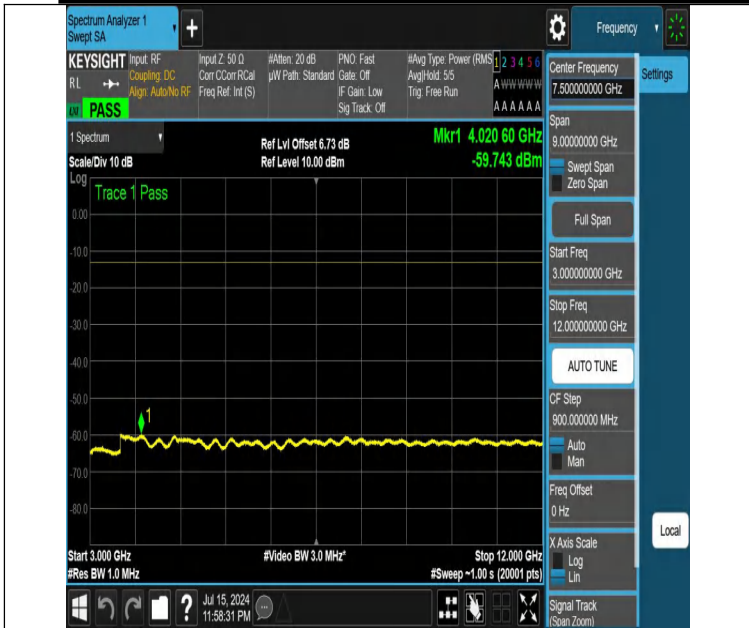 Spectrum Analyzer 1
Swept SA
Frequency
KEYSIGHT
RL
LXI
PASS
Input: RF
Coupling: DC
Align: Auto/No RF
Input Z: 50 Ω
Corr CCorr RCal
Freq Ref: Int (S)
#Atten: 20 dB
µW Path: Standard
PNO: Fast
Gate: Off
IF Gain: Low
Sig Track: Off
#Avg Type: Power (RMS
Avg|Hold: 5/5
Trig: Free Run
1 2 3 4 5 6
A W W W W W
A A A A A A
Center Frequency
7.500000000 GHz
Settings
Span
9.00000000 GHz
Swept Span
Zero Span
Full Span
Start Freq
3.000000000 GHz
Stop Freq
12.000000000 GHz
AUTO TUNE
CF Step
900.000000 MHz
Auto
Man
Freq Offset
0 Hz
X Axis Scale
Log
Lin
Signal Track
(Span Zoom)
Local
1 Spectrum
Scale/Div 10 dB
Log
Ref Lvl Offset 6.73 dB
Ref Level 10.00 dBm
Mkr1 4.020 60 GHz
-59.743 dBm
Trace 1 Pass
0.00
-10.0
-20.0
-30.0
-40.0
-50.0
-60.0
-70.0
-80.0
1
Start 3.000 GHz
#Res BW 1.0 MHz
#Video BW 3.0 MHz*
Stop 12.000 GHz
#Sweep ~1.00 s (20001 pts)
?
Jul 15, 2024
11:58:31 PM